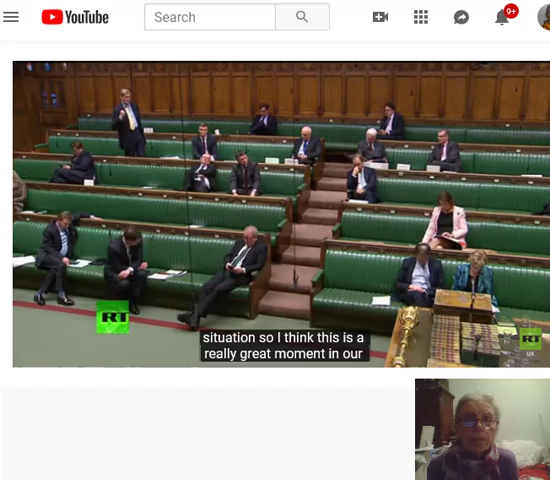 YouTube
Search
9+
situation so I think this is a
really great moment in our
RT
RT
UK